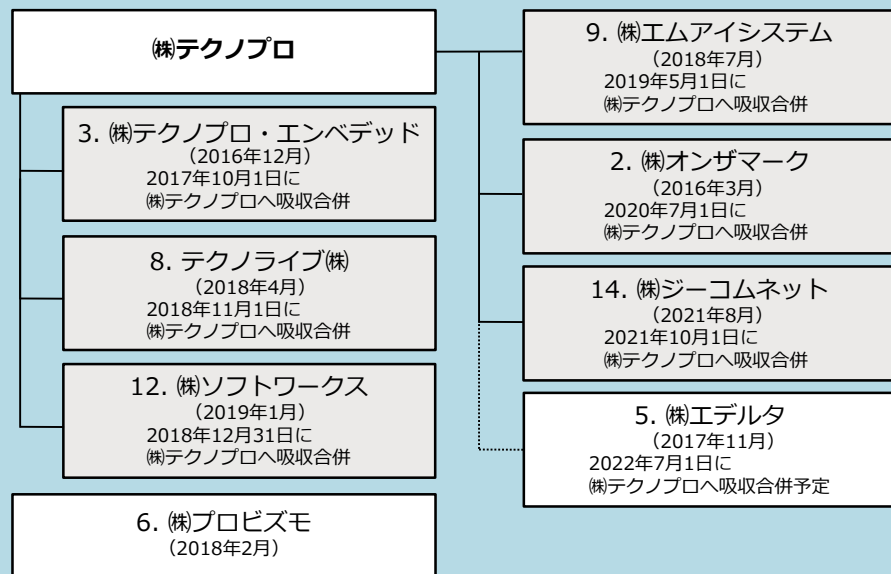 ㈱テクノプロ
3. ㈱テクノプロ・エンベデッド
（2016年12月）
2017年10月1日に
㈱テクノプロへ吸収合併
8. テクノライブ㈱
（2018年4月）
2018年11月1日に
㈱テクノプロへ吸収合併
12. ㈱ソフトワークス
（2019年1月）
2018年12月31日に
㈱テクノプロへ吸収合併
6. ㈱プロビズモ
（2018年2月）
9. ㈱エムアイシステム
（2018年7月）
2019年5月1日に
㈱テクノプロへ吸収合併
2. ㈱オンザマーク
（2016年3月）
2020年7月1日に
㈱テクノプロへ吸収合併
14. ㈱ジーコムネット
（2021年8月）
2021年10月1日に
㈱テクノプロへ吸収合併
5. ㈱エデルタ
（2017年11月）
2022年7月1日に
㈱テクノプロへ吸収合併予定